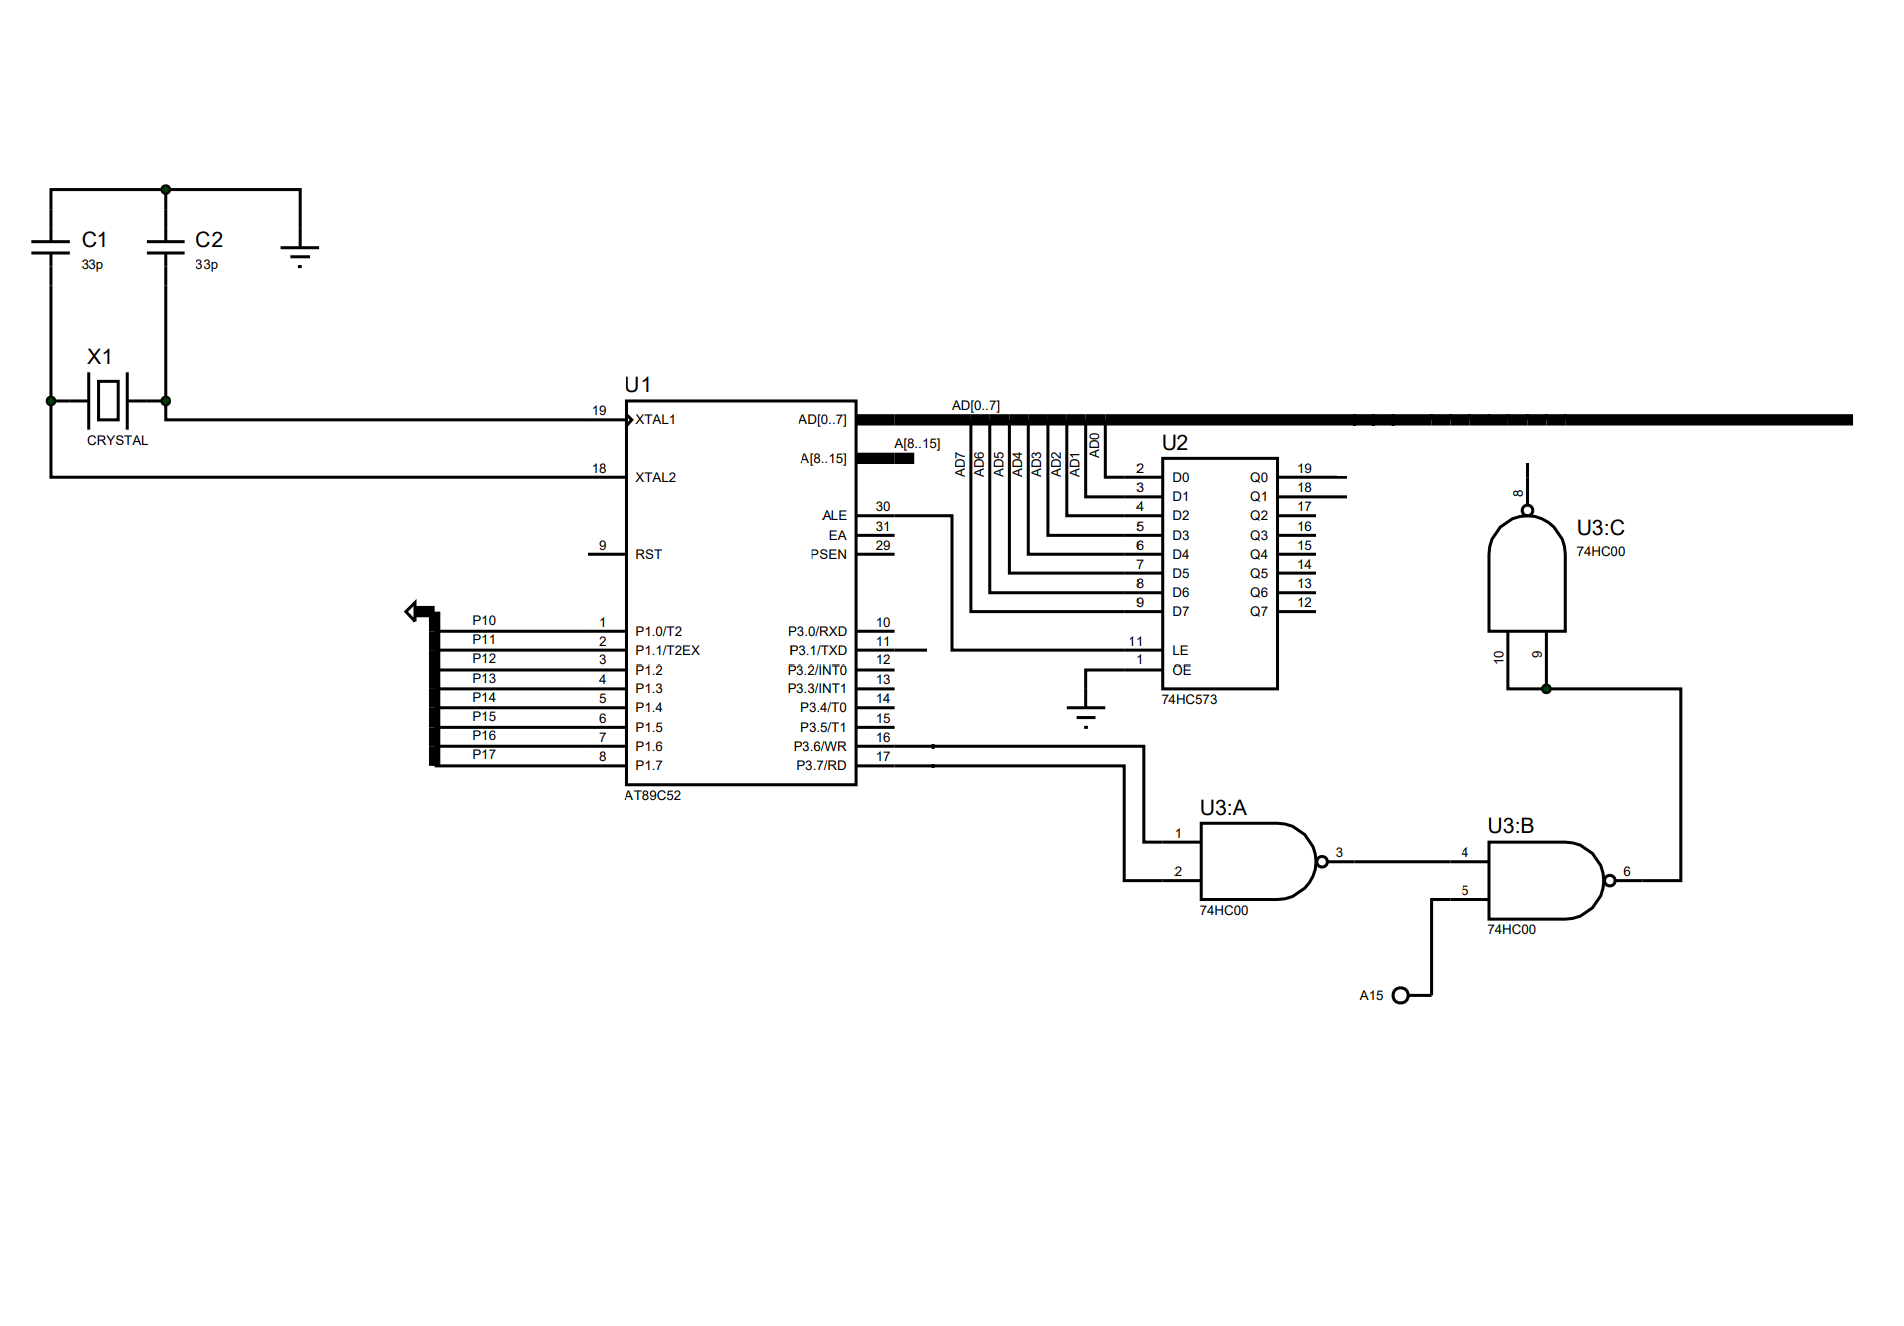 C1
33p
C2
33p
X1
CRYSTAL
U1
19
XTAL1
18
XTAL2
9
RST
P10 1 P1.0/T2
P11 2 P1.1/T2EX
P12 3 P1.2
P13 4 P1.3
P14 5 P1.4
P15 6 P1.5
P16 7 P1.6
P17 8 P1.7
AT89C52
AD[0..7]
A[8..15]
ALE 30
EA 31
PSEN 29
P3.0/RXD 10
P3.1/TXD 11
P3.2/INT0 12
P3.3/INT1 13
P3.4/T0 14
P3.5/T1 15
P3.6/WR 16
P3.7/RD 17
AD[0..7]
A[8..15]
AD7
AD6
AD5
AD4
AD3
AD2
AD1
AD0
U2
2 D0 Q0 19
3 D1 Q1 18
4 D2 Q2 17
5 D3 Q3 16
6 D4 Q4 15
7 D5 Q5 14
8 D6 Q6 13
9 D7 Q7 12
11 LE
1 OE
74HC573
8
U3:C
74HC00
10
9
U3:A
1
2
3
74HC00
U3:B
4
5
6
74HC00
A15